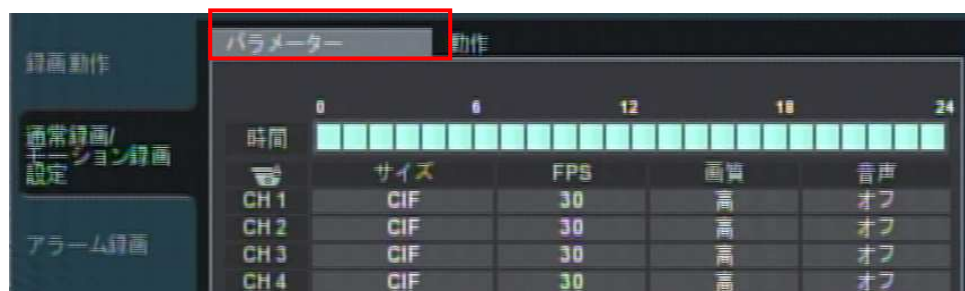 パラメーター 動作
録画動作
0 6 12 18 24
通常録画/
モーション録画
設定
時間
サイズ FPS 画質 音声
CH 1 CIF 30 高 オフ
CH 2 CIF 30 高 オフ
アラーム録画
CH 3 CIF 30 高 オフ
CH 4 CIF 30 高 オフ